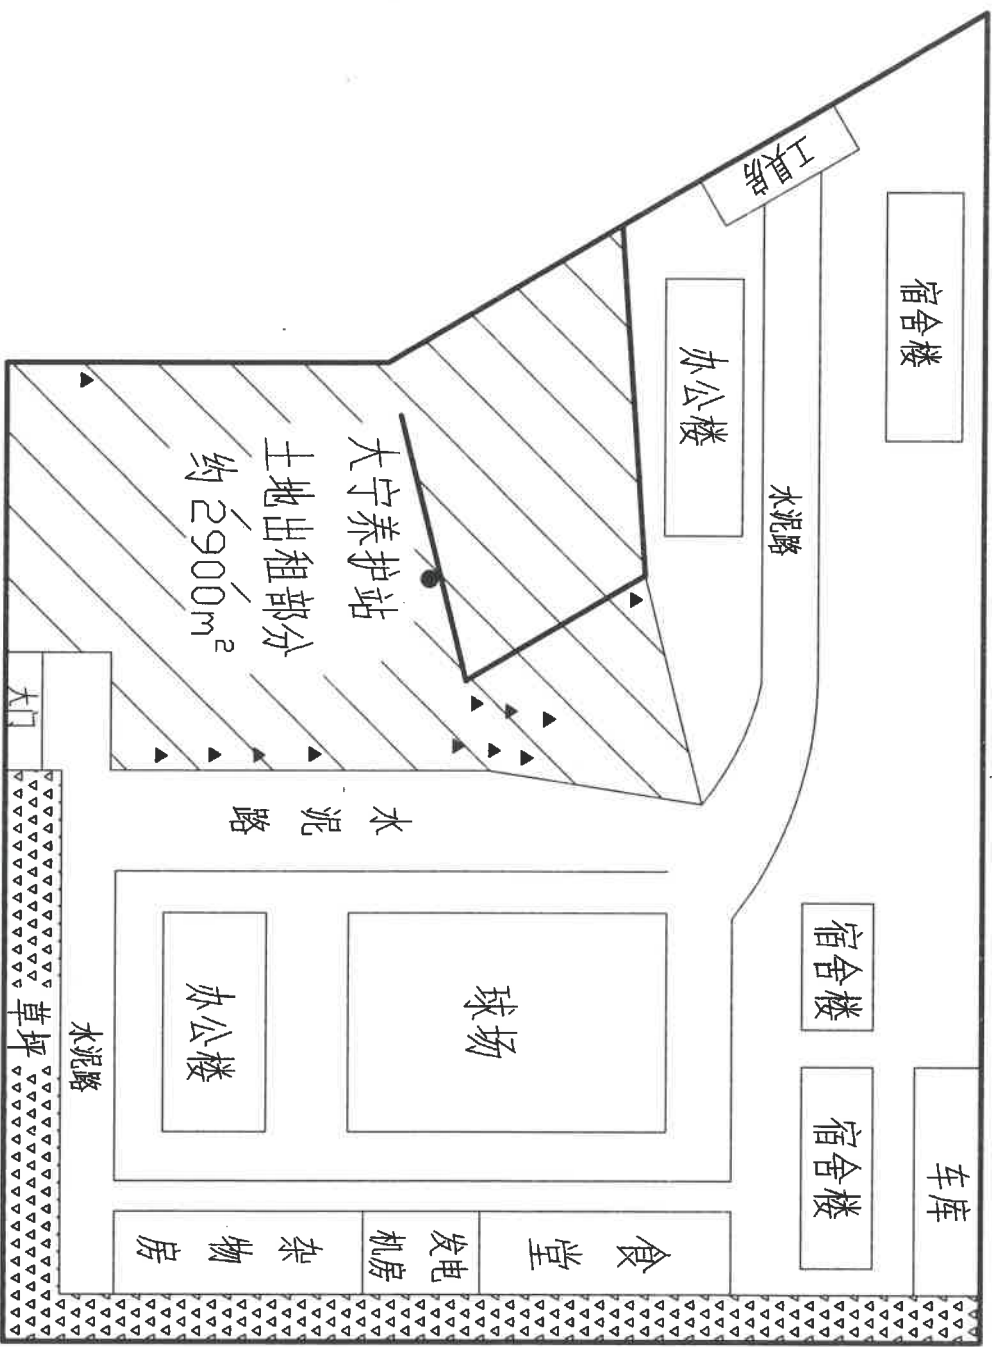 工具房
宿舍楼
办公楼
水泥路
大宁养护站
土地出租部分
约2900m²
大门
水泥路
宿舍楼
办公楼
球场
草坪
水泥路
宿舍楼
车库
杂物房
发电
机房
食堂